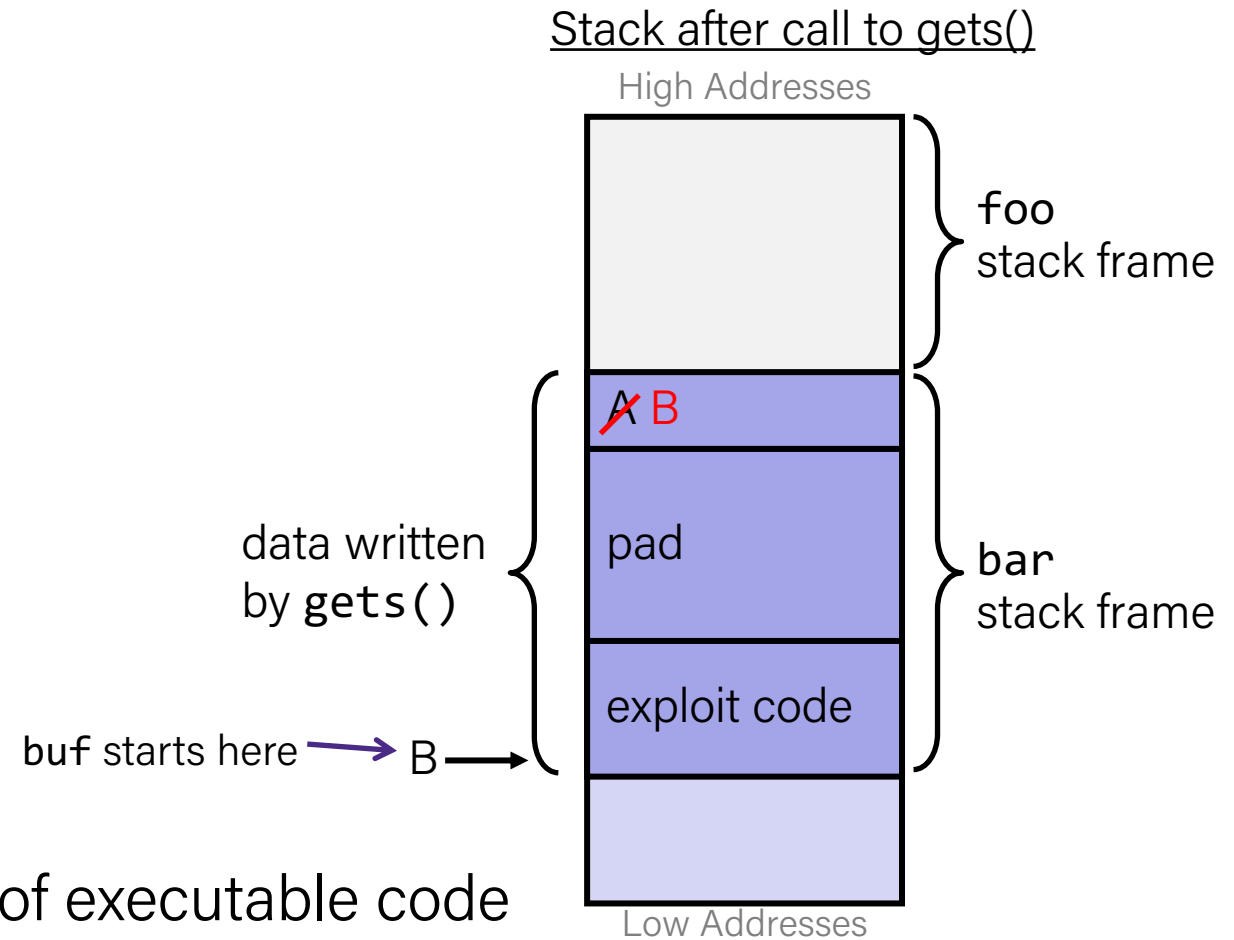 Stack after call to gets()
High Addresses
foo
stack frame
A B
data written
by gets()
pad
bar
stack frame
exploit code
buf starts here
B
of executable code
Low Addresses